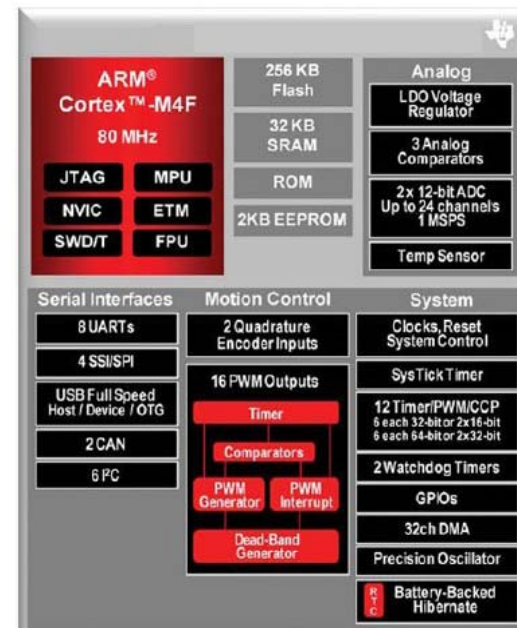 ARM®
Cortex™-M4F
80 MHz
JTAG
MPU
NVIC
ETM
SWD/T
FPU
256 KB
Flash
32 KB
SRAM
ROM
2KB EEPROM
Analog
LDO Voltage
Regulator
3 Analog
Comparators
2x 12-bit ADC
Up to 24 channels
1 MSPS
Temp Sensor
Serial Interfaces
8 UARTs
4 SSI/SPI
USB Full Speed
Host / Device / OTG
2 CAN
6 I²C
Motion Control
2 Quadrature
Encoder Inputs
16 PWM Outputs
Timer
Comparators
PWM
Generator
PWM
Interrupt
Dead-Band
Generator
System
Clocks, Reset
System Control
SysTick Timer
12 Timer/PWM/CCP
6 each 32-bit or 2x16-bit
6 each 64-bit or 2x32-bit
2 Watchdog Timers
GPIOs
32ch DMA
Precision Oscillator
RTC
Battery-Backed
Hibernate